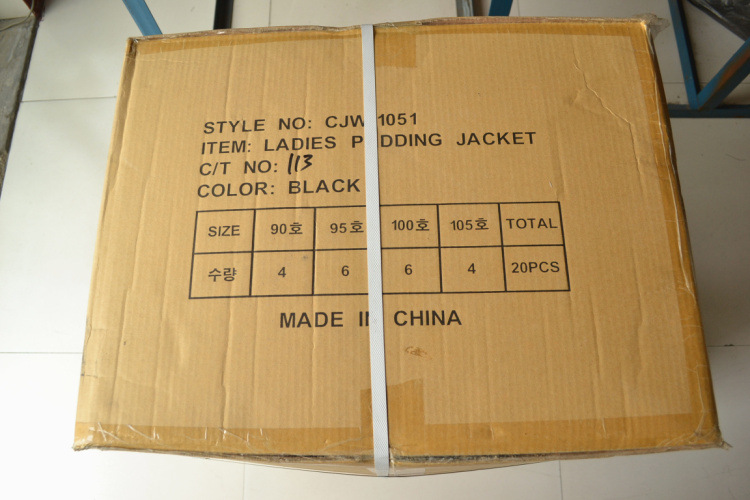 STYLE NO: CJW 1051
ITEM: LADIES P DDING JACKET
C/T NO: 113
COLOR: BLACK
SIZE 90호 95호 100호 105호 TOTAL
수량 4 6 6 4 20PCS
MADE IN CHINA